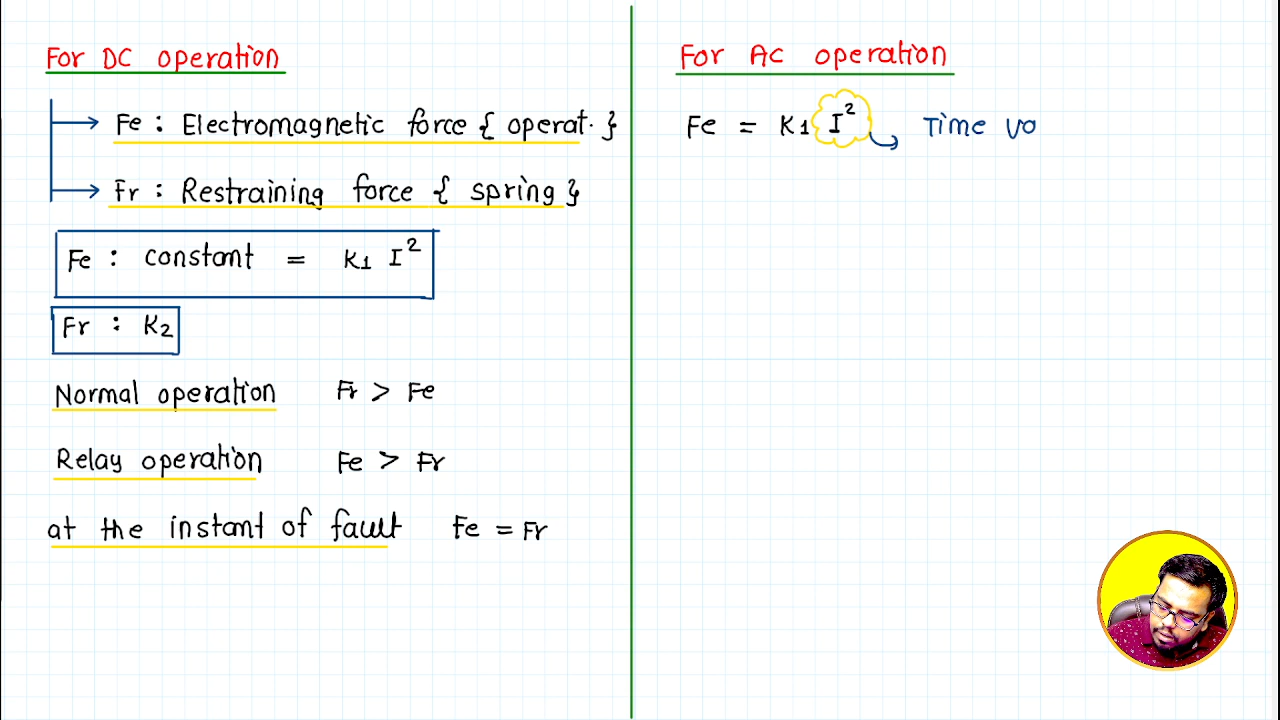 For DC operation
Fe : Electromagnetic force { operat. }
Fr : Restraining force { spring }
Fe : constant = K1 I²
Fr : K2
Normal operation Fr > Fe
Relay operation Fe > Fr
at the instant of fault Fe = Fr
For AC operation
Fe = K1 I² Time va